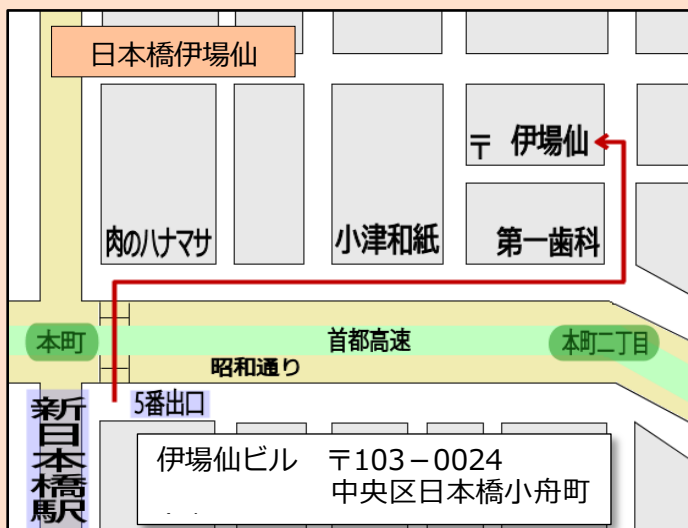 日本橋伊場仙
〒 伊場仙
肉のハナマサ
小津和紙
第一歯科
本町
首都高速
本町二丁目
昭和通り
5番出口
新日本橋駅
伊場仙ビル 〒103－0024
中央区日本橋小舟町